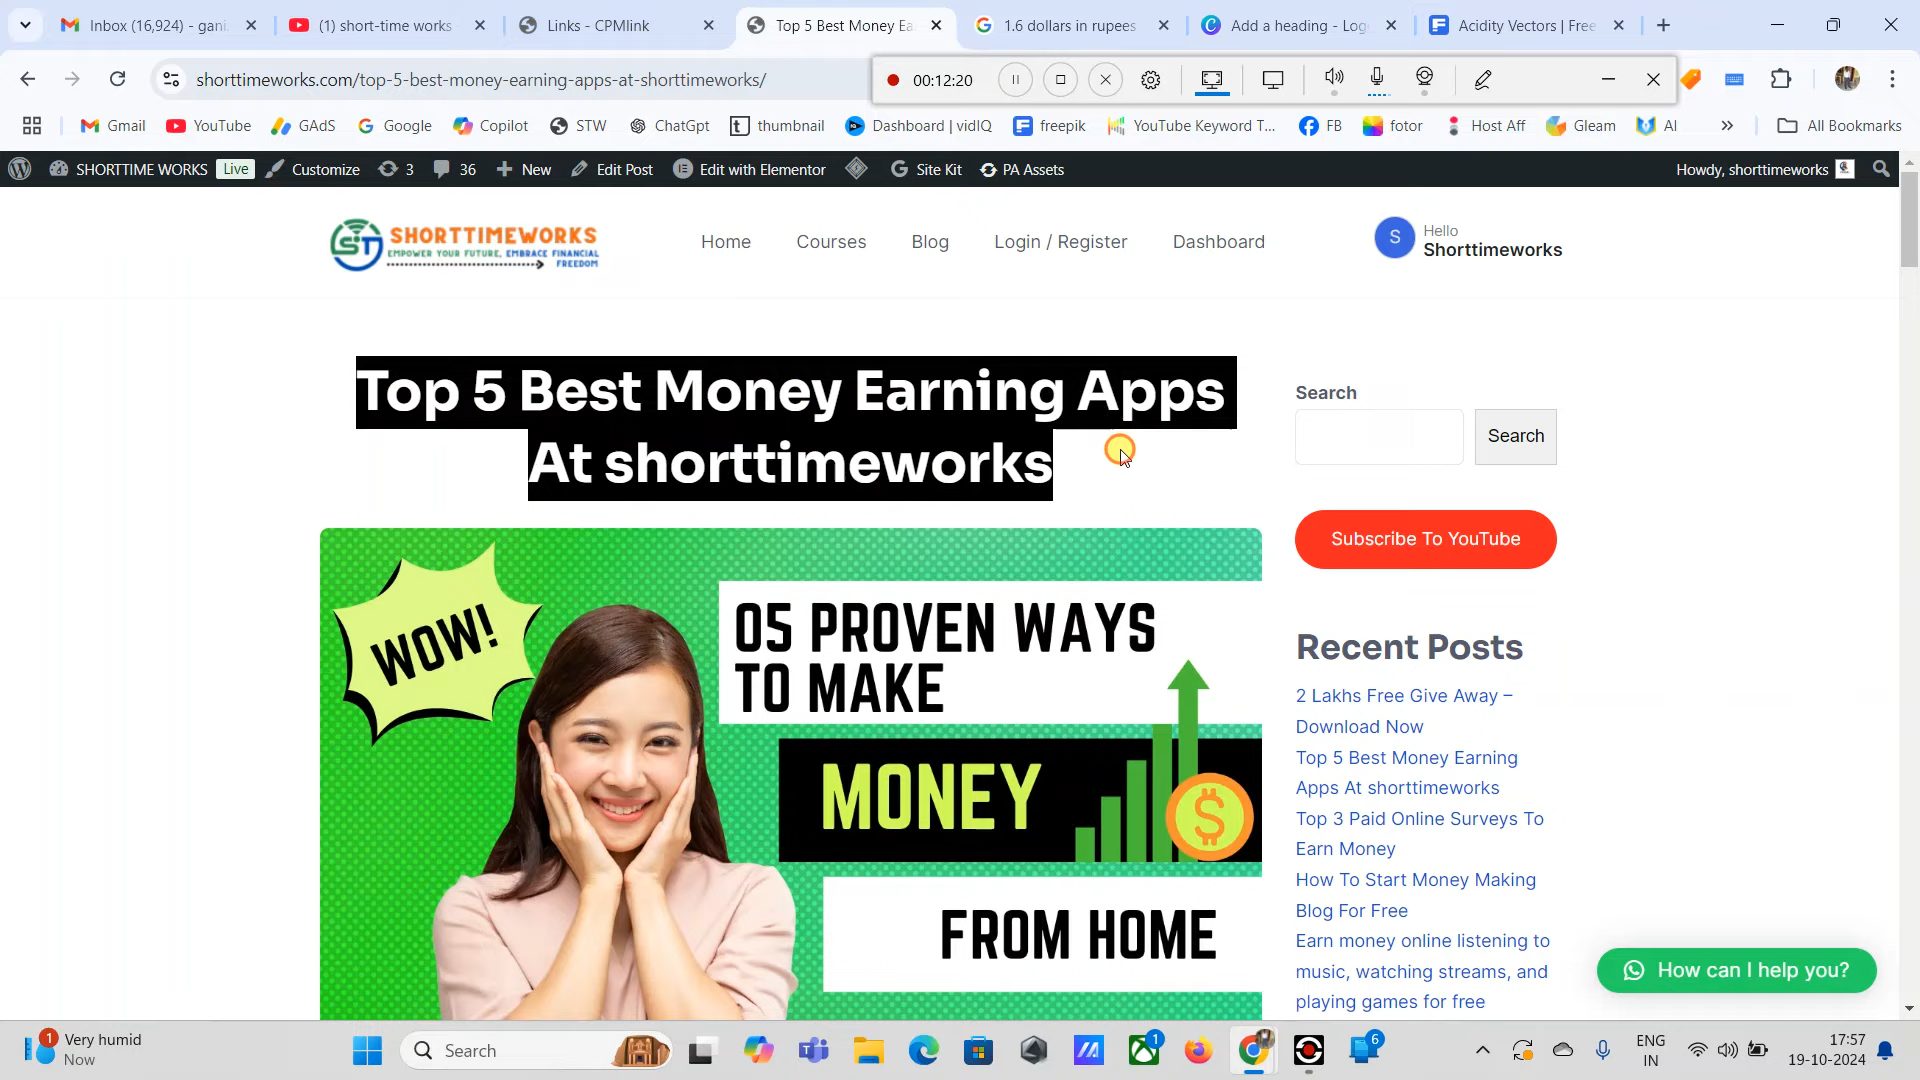 Inbox (16,924) - gani.
(1) short-time works
Links - CPMlink
Top 5 Best Money Ea
1.6 dollars in rupees
Add a heading - Log
Acidity Vectors | Free
shorttimeworks.com/top-5-best-money-earning-apps-at-shorttimeworks/
00:12:20
Gmail
YouTube
GAdS
Google
Copilot
STW
ChatGpt
thumbnail
Dashboard | vidIQ
freepik
YouTube Keyword T...
FB
fotor
Host Aff
Gleam
AI
All Bookmarks
SHORTTIME WORKS Live
Customize
3
36
New
Edit Post
Edit with Elementor
Site Kit
PA Assets
Howdy, shorttimeworks
SHORTTIMEWORKS
EMPOWER YOUR FUTURE, EMBRACE FINANCIAL
FREEDOM
Home
Courses
Blog
Login / Register
Dashboard
S
Hello
Shorttimeworks
Top 5 Best Money Earning Apps
At shorttimeworks
Search
Search
Subscribe To YouTube
WOW!
05 PROVEN WAYS
TO MAKE
MONEY
$
FROM HOME
Recent Posts
2 Lakhs Free Give Away –
Download Now
Top 5 Best Money Earning
Apps At shorttimeworks
Top 3 Paid Online Surveys To
Earn Money
How To Start Money Making
Blog For Free
Earn money online listening to
music, watching streams, and
playing games for free
How can I help you?
1
Very humid
Now
Search
1
6
ENG
IN
17:57
19-10-2024